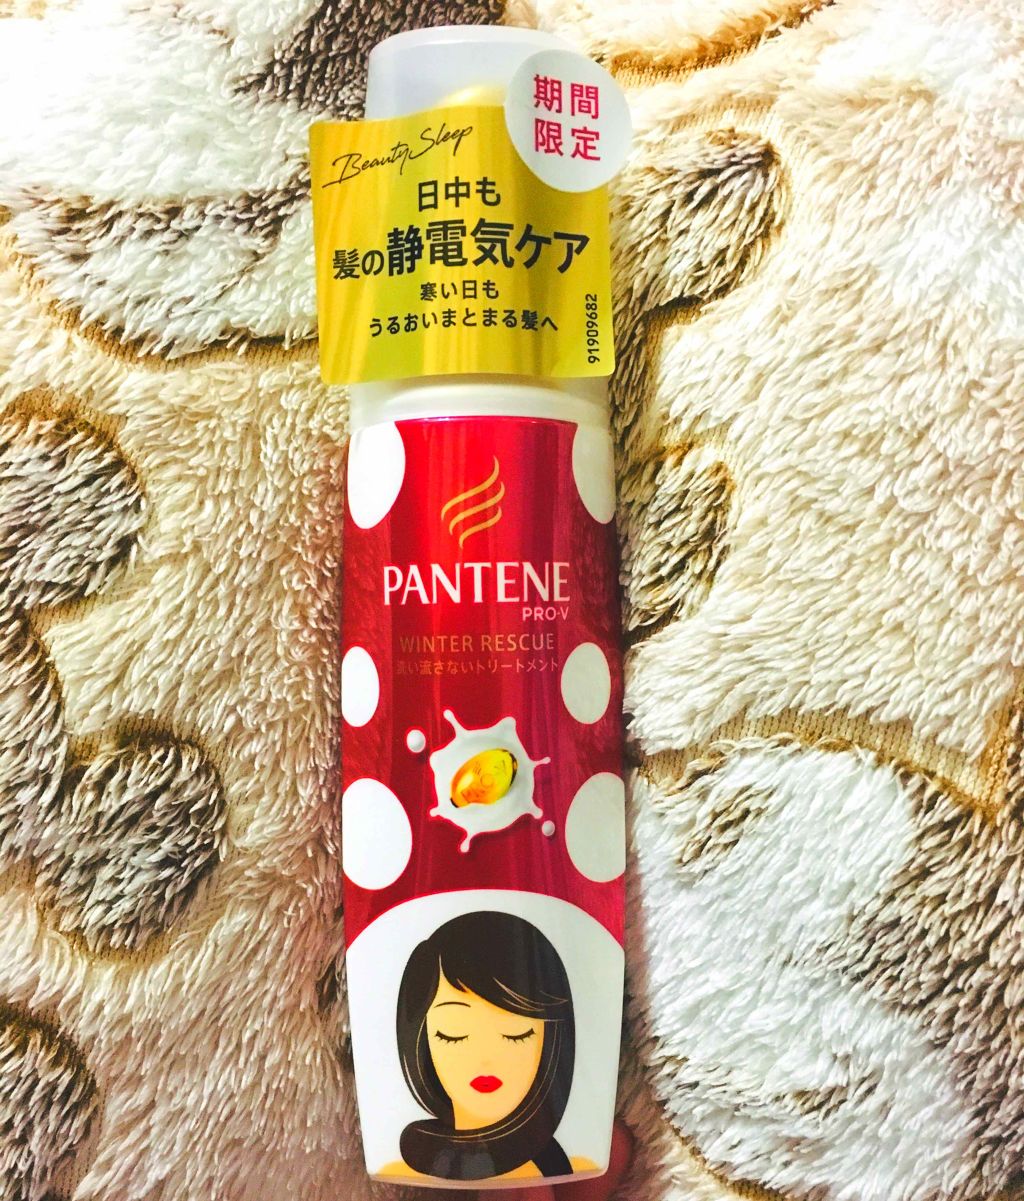 期間
限定
Beauty Sleep
日中も
髪の静電気ケア
寒い日も
うるおいまとまる髪へ
91909682
PANTENE
PRO-V
WINTER RESCUE
洗い流さないトリートメント